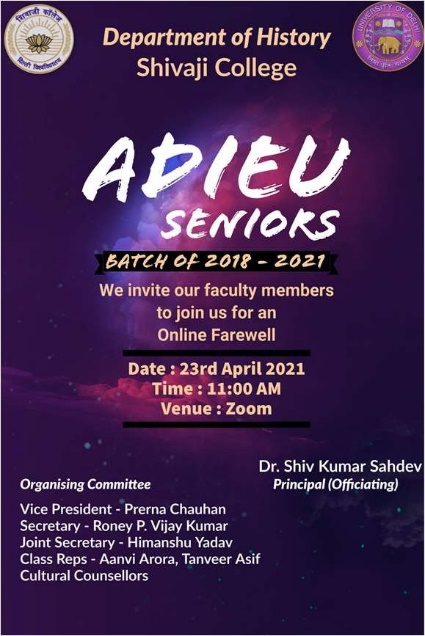 शिवाजी कॉलेज
दिल्ली विश्वविद्यालय
UNIVERSITY OF DELHI
Department of History
Shivaji College
ADIEU
SENIORS
BATCH OF 2018 - 2021
We invite our faculty members
to join us for an
Online Farewell
Date : 23rd April 2021
Time : 11:00 AM
Venue : Zoom
Dr. Shiv Kumar Sahdev
Principal (Officiating)
Organising Committee
Vice President - Prerna Chauhan
Secretary - Roney P. Vijay Kumar
Joint Secretary - Himanshu Yadav
Class Reps - Aanvi Arora, Tanveer Asif
Cultural Counsellors